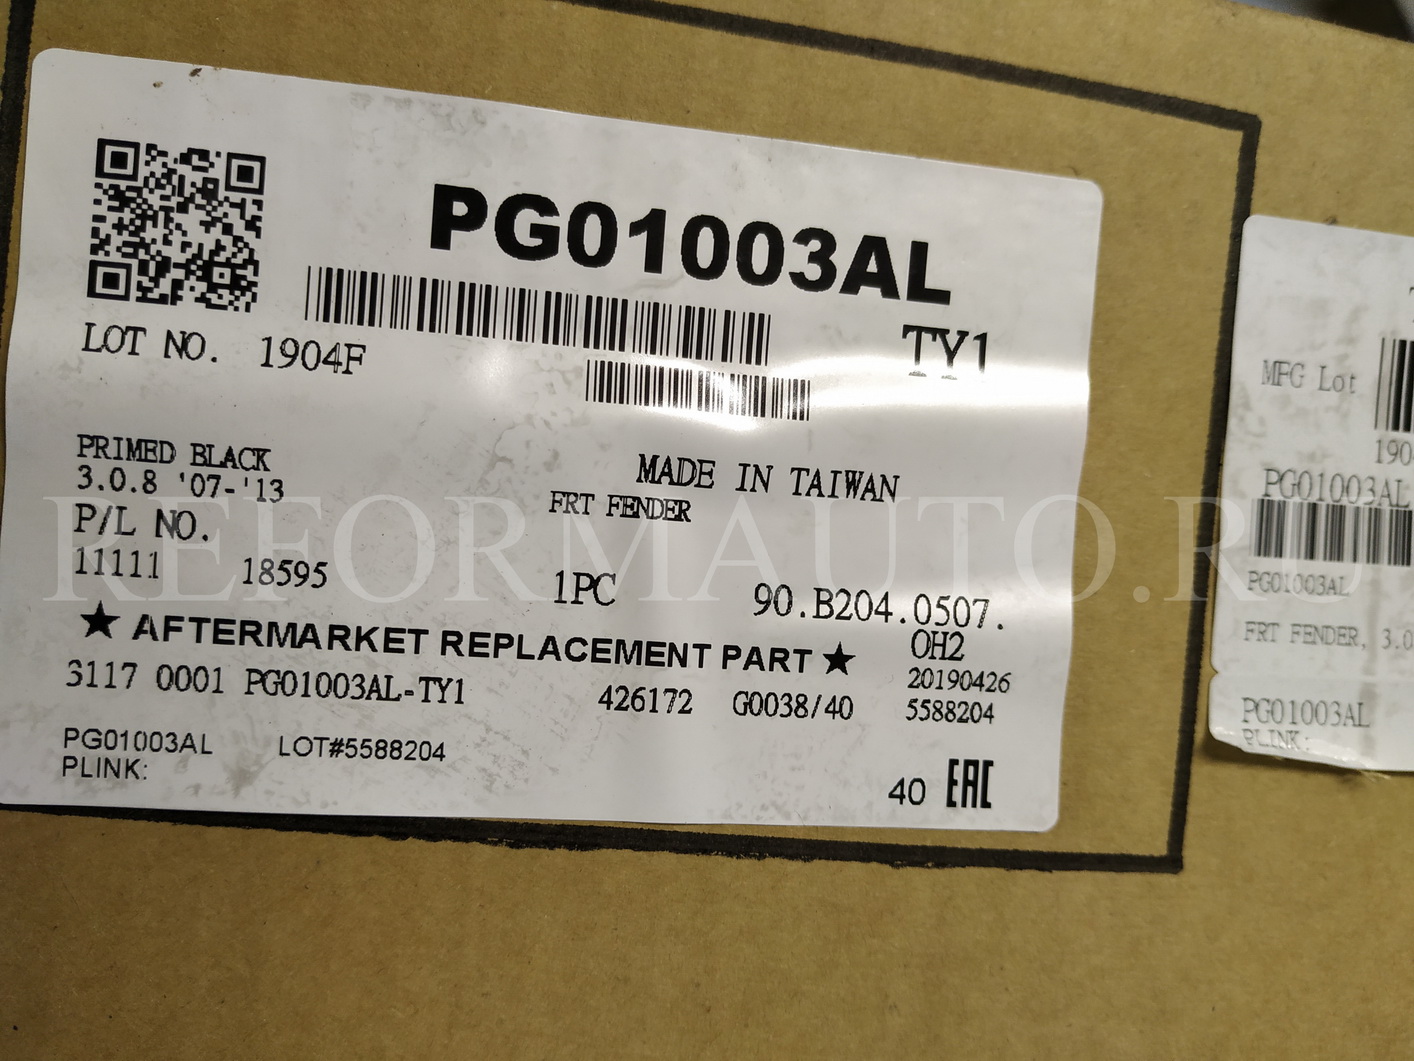 PG01003AL
TY1
LOT NO. 1904F
PRIMED BLACK
3.0.8 '07-'13
MADE IN TAIWAN
FRT FENDER
P/L NO.
11111 18595
1PC
90.B204.0507.
★ AFTERMARKET REPLACEMENT PART ★
OH2
20190426
3117 0001 PG01003AL-TY1 426172 G0038/40 5588204
PG01003AL LOT#5588204
PLINK:
40 EAC
MFG Lot
PG01003AL
PG01003AL
FRT FENDER, 3.0
PG01003AL
PLINK:
REFORMAUTO.RU